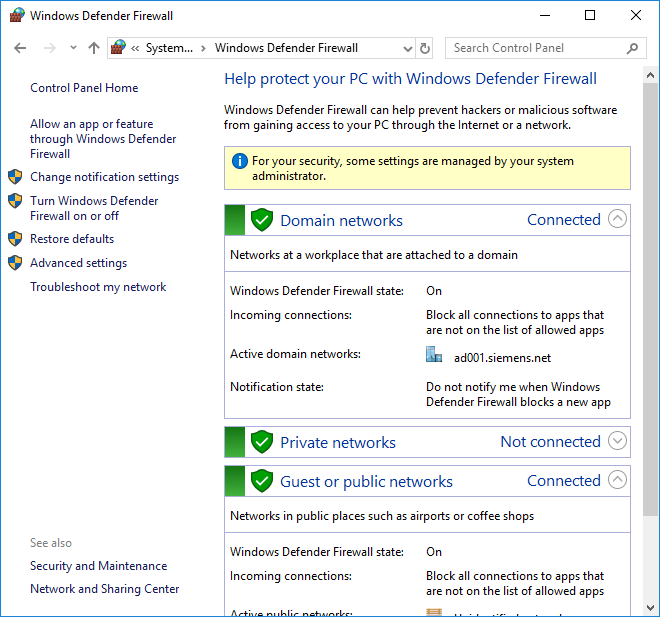 Windows Defender Firewall
« System... › Windows Defender Firewall
Search Control Panel
Control Panel Home
Allow an app or feature
through Windows Defender
Firewall
Change notification settings
Turn Windows Defender
Firewall on or off
Restore defaults
Advanced settings
Troubleshoot my network
See also
Security and Maintenance
Network and Sharing Center
Help protect your PC with Windows Defender Firewall
Windows Defender Firewall can help prevent hackers or malicious software
from gaining access to your PC through the Internet or a network.
For your security, some settings are managed by your system
administrator.
Domain networks Connected
Networks at a workplace that are attached to a domain
Windows Defender Firewall state: On
Incoming connections: Block all connections to apps that
are not on the list of allowed apps
Active domain networks: ad001.siemens.net
Notification state: Do not notify me when Windows
Defender Firewall blocks a new app
Private networks Not connected
Guest or public networks Connected
Networks in public places such as airports or coffee shops
Windows Defender Firewall state: On
Incoming connections: Block all connections to apps that
are not on the list of allowed apps
Active public networks: